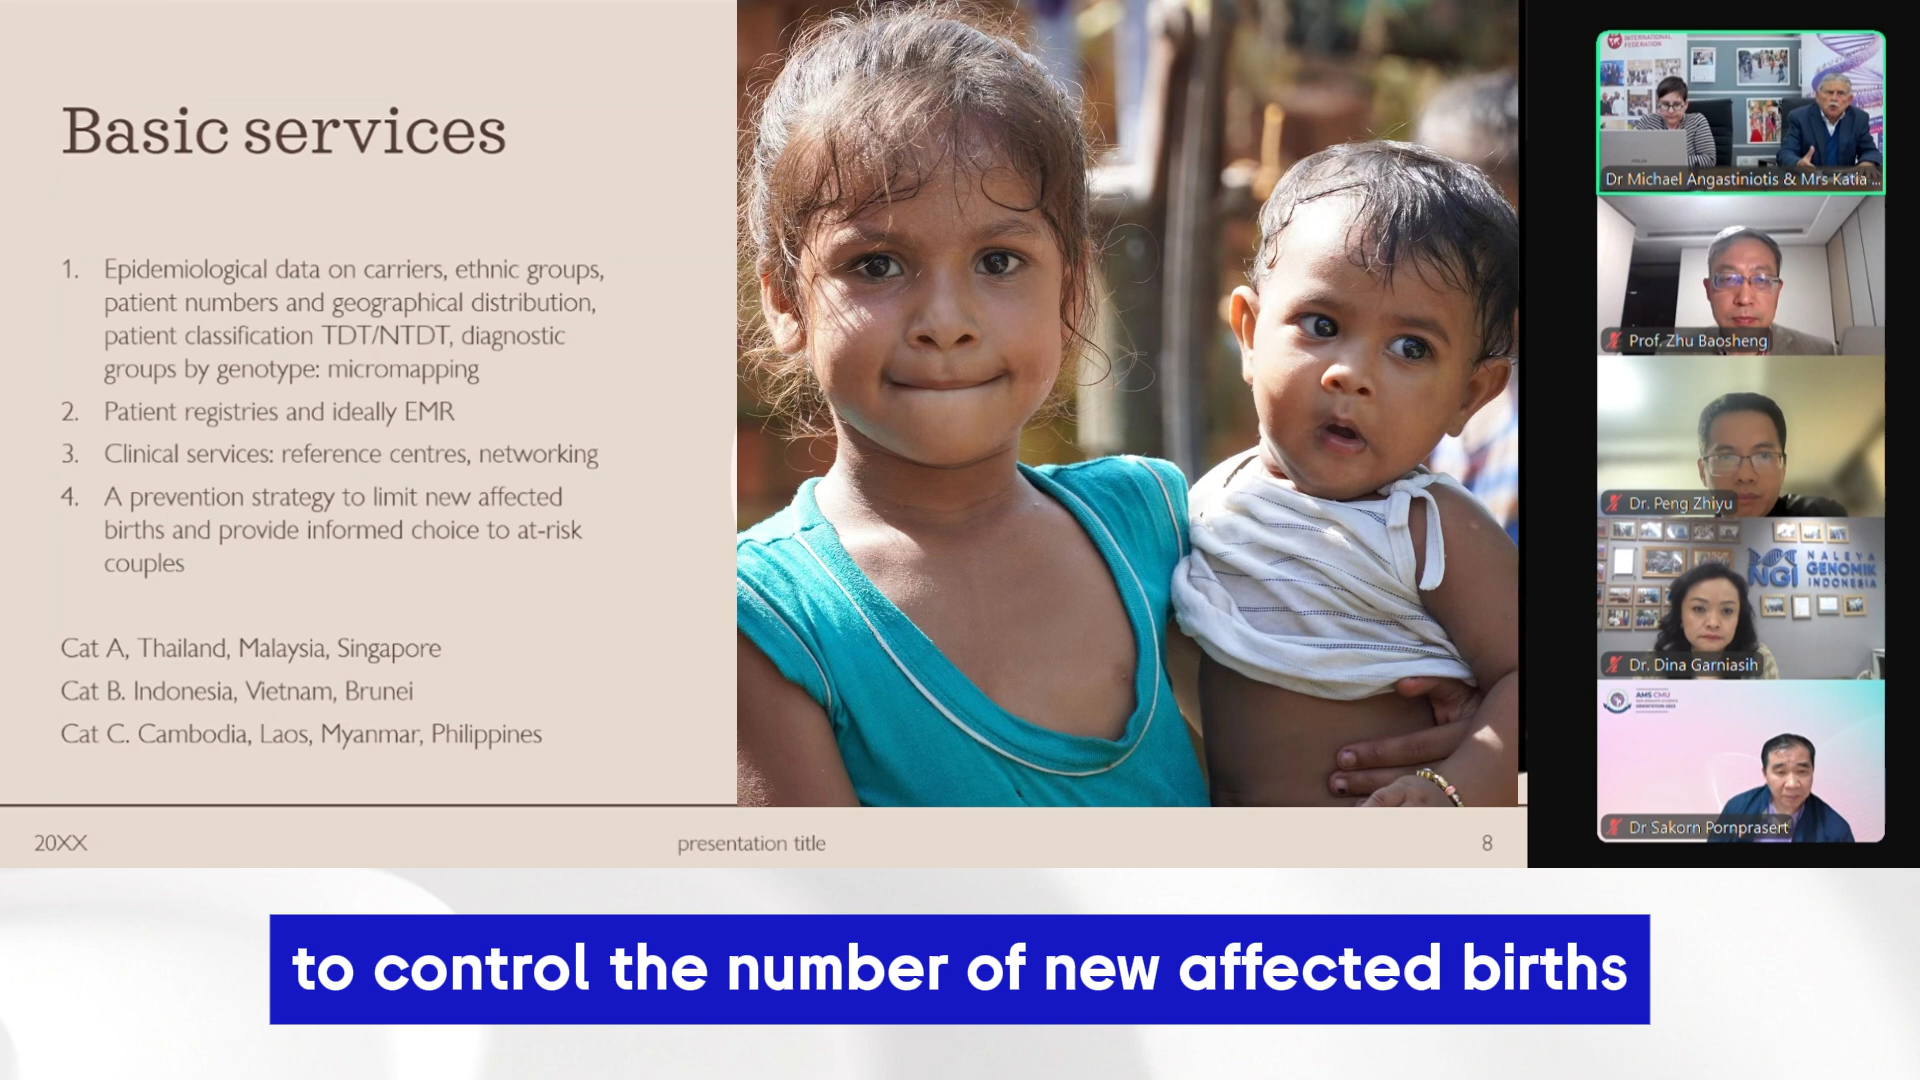 Basic services
1. Epidemiological data on carriers, ethnic groups,
patient numbers and geographical distribution,
patient classification TDT/NTDT, diagnostic
groups by genotype: micromapping
2. Patient registries and ideally EMR
3. Clinical services: reference centres, networking
4. A prevention strategy to limit new affected
births and provide informed choice to at-risk
couples
Cat A, Thailand, Malaysia, Singapore
Cat B. Indonesia, Vietnam, Brunei
Cat C. Cambodia, Laos, Myanmar, Philippines
20XX
presentation title
8
INTERNATIONAL
FEDERATION
Dr Michael Angastiniotis & Mrs Katia ...
Prof. Zhu Baosheng
Dr. Peng Zhiyu
NGI
NALEYA
GENOMIK
INDONESIA
Dr. Dina Garniasih
AMS CMU
Dr Sakorn Pornprasert
to control the number of new affected births